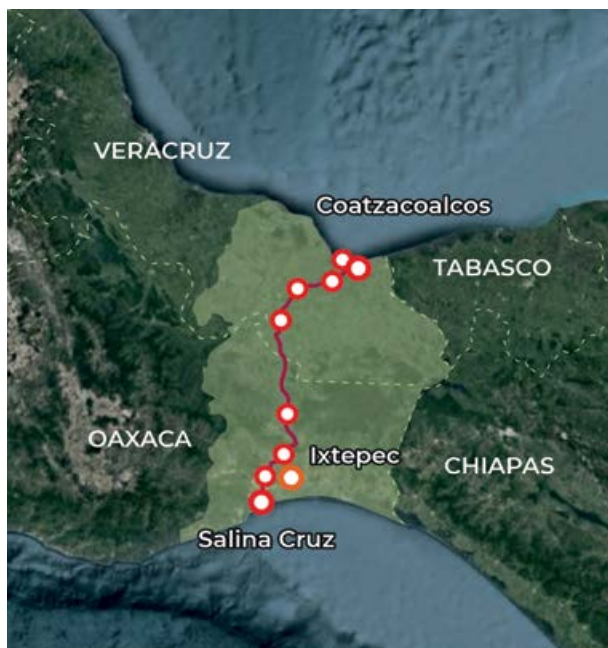 VERACRUZ
Coatzacoalcos
TABASCO
OAXACA
Ixtepec
CHIAPAS
Salina Cruz